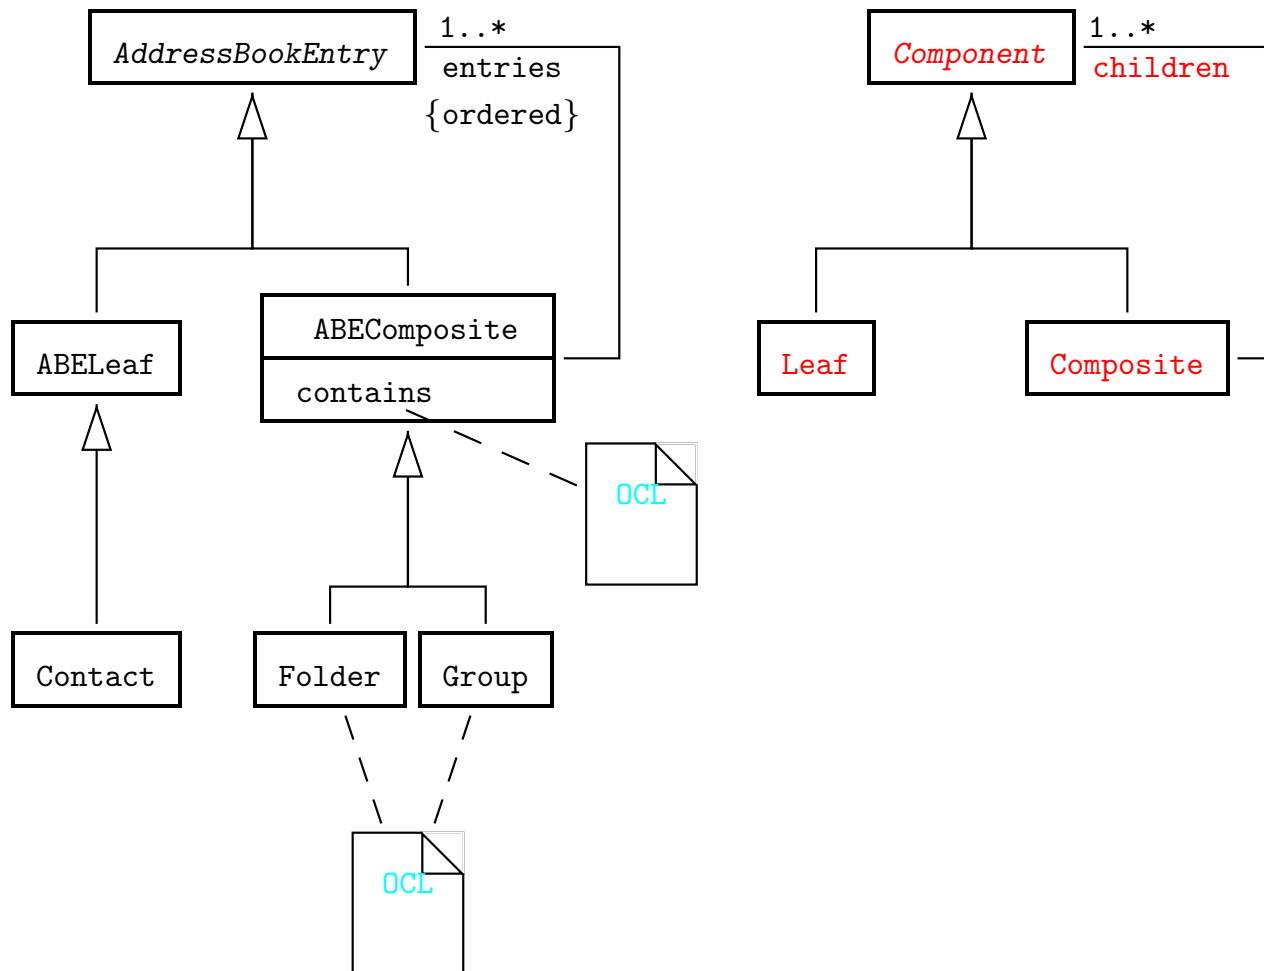 AddressBookEntry
1..*
entries
{ordered}
ABELeaf
ABEComposite
contains
OCL
Contact
Folder
Group
OCL
Component
1..*
children
Leaf
Composite